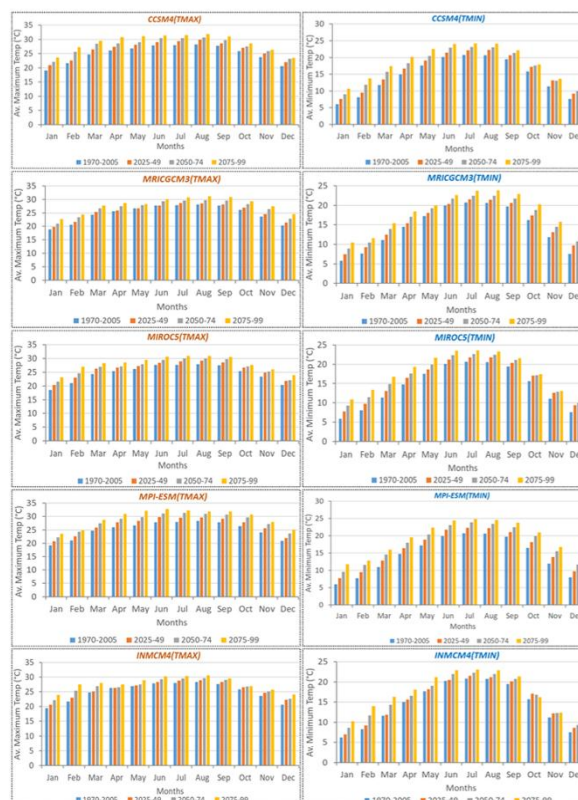 CCSM4(TMAX)
Av. Maximum Temp (°C)
35
30
25
20
15
10
5
0
Jan Feb Mar Apr May Jun Jul Aug Sep Oct Nov Dec
Months
1970-2005 2025-49 2050-74 2075-99
CCSM4(TMIN)
Av. Minimum Temp (°C)
30
25
20
15
10
5
0
Jan Feb Mar Apr May Jun Jul Aug Sep Oct Nov Dec
Months
1970-2005 2025-49 2050-74 2075-99
MRICGCM3(TMAX)
Av. Maximum Temp (°C)
35
30
25
20
15
10
5
0
Jan Feb Mar Apr May Jun Jul Aug Sep Oct Nov Dec
Months
1970-2005 2025-49 2050-74 2075-99
MRICGCM3(TMIN)
Av. Minimum Temp (°C)
25
20
15
10
5
0
Jan Feb Mar Apr May Jun Jul Aug Sep Oct Nov Dec
Months
1970-2005 2025-49 2050-74 2075-99
MIROC5(TMAX)
Av. Maximum Temp (°C)
35
30
25
20
15
10
5
0
Jan Feb Mar Apr May Jun Jul Aug Sep Oct Nov Dec
Months
1970-2005 2025-49 2050-74 2075-99
MIROC5(TMIN)
Av. Minimum Temp (°C)
25
20
15
10
5
0
Jan Feb Mar Apr May Jun Jul Aug Sep Oct Nov Dec
Months
1970-2005 2025-49 2050-74 2075-99
MPI-ESM(TMAX)
Av. Maximum Temp (°C)
35
30
25
20
15
10
5
0
Jan Feb Mar Apr May Jun Jul Aug Sep Oct Nov Dec
Months
1970-2005 2025-49 2050-74 2075-99
MPI-ESM(TMIN)
Av. Minimum Temp (°C)
30
25
20
15
10
5
0
Jan Feb Mar Apr May Jun Jul Aug Sep Oct Nov Dec
Months
1970-2005 2025-49 2050-74 2075-99
INMCM4(TMAX)
Av. Maximum Temp (°C)
35
30
25
20
15
10
5
0
Jan Feb Mar Apr May Jun Jul Aug Sep Oct Nov Dec
Months
1970-2005 2025-49 2050-74 2075-99
INMCM4(TMIN)
Av. Minimum Temp (°C)
25
20
15
10
5
0
Jan Feb Mar Apr May Jun Jul Aug Sep Oct Nov Dec
Months
1970-2005 2025-49 2050-74 2075-99